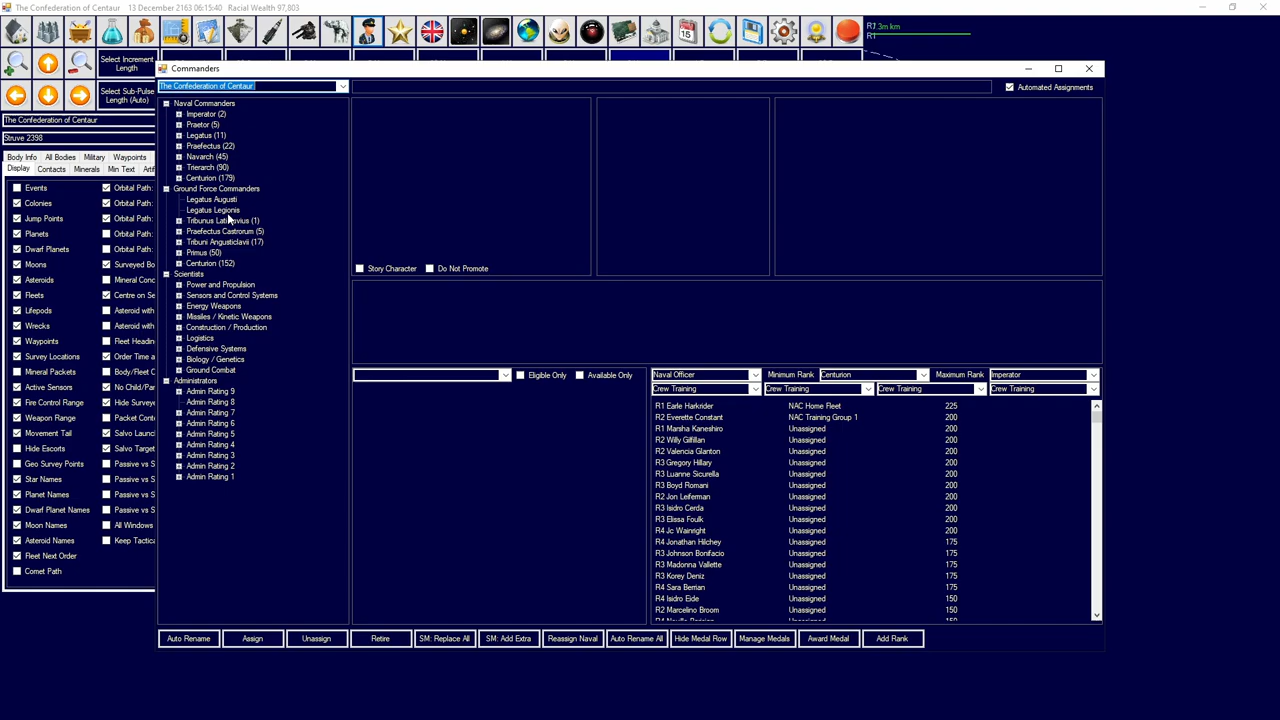 The Confederation of Centaur   13 December 2163 06:15:40   Racial Wealth 97,803
R1 3m km
R1
Select Increment Length
Select Sub-Pulse Length (Auto)
The Confederation of Centaur
Struve 2398
Body Info All Bodies Military Waypoints
Display Contacts Minerals Min Text
Events
Colonies
Jump Points
Planets
Dwarf Planets
Moons
Asteroids
Fleets
Lifepods
Wrecks
Waypoints
Survey Locations
Mineral Packets
Active Sensors
Fire Control Range
Weapon Range
Movement Tail
Hide Escorts
Geo Survey Points
Star Names
Planet Names
Dwarf Planet Names
Moon Names
Asteroid Names
Fleet Next Order
Comet Path
Orbital Path:
Orbital Path:
Orbital Path:
Orbital Path:
Orbital Path:
Surveyed Bo
Mineral Conc
Centre on Se
Asteroid with
Asteroid with
Fleet Headin
Order Time a
Body/Fleet C
No Child/Par
Hide Surveye
Packet Cont
Salvo Launc
Salvo Target
Passive vs S
Passive vs S
Passive vs S
Passive vs S
All Windows
Keep Tactica
Commanders
The Confederation of Centaur
Automated Assignments
Naval Commanders
Imperator (2)
Praetor (5)
Legatus (11)
Praefectus (22)
Navarch (45)
Trierarch (90)
Centurion (179)
Ground Force Commanders
Legatus Augusti
Legatus Legionis
Tribunus Laticlavius (1)
Praefectus Castrorum (5)
Tribuni Angusticlavii (17)
Primus (50)
Centurion (152)
Scientists
Power and Propulsion
Sensors and Control Systems
Energy Weapons
Missiles / Kinetic Weapons
Construction / Production
Logistics
Defensive Systems
Biology / Genetics
Ground Combat
Administrators
Admin Rating 9
Admin Rating 8
Admin Rating 7
Admin Rating 6
Admin Rating 5
Admin Rating 4
Admin Rating 3
Admin Rating 2
Admin Rating 1
Story Character   Do Not Promote
Eligible Only   Available Only
Naval Officer   Minimum Rank   Centurion   Maximum Rank   Imperator
Crew Training   Crew Training   Crew Training   Crew Training
R1 Earle Harkrider   NAC Home Fleet   225
R2 Everette Constant   NAC Training Group 1   200
R1 Marsha Kaneshiro   Unassigned   200
R2 Willy Gilfillan   Unassigned   200
R2 Valencia Glanton   Unassigned   200
R3 Gregory Hillary   Unassigned   200
R3 Luanne Sicurella   Unassigned   200
R3 Boyd Romani   Unassigned   200
R2 Jon Leifeman   Unassigned   200
R3 Isidro Cerda   Unassigned   200
R3 Elissa Foulk   Unassigned   200
R4 Jc Wainright   Unassigned   200
R4 Jonathan Hilchey   Unassigned   175
R3 Johnson Bonifacio   Unassigned   175
R3 Madonna Vallette   Unassigned   175
R3 Korey Deniz   Unassigned   175
R4 Sara Berrian   Unassigned   175
R4 Isidro Eide   Unassigned   150
R2 Marcelino Broom   Unassigned   150
Auto Rename   Assign   Unassign   Retire   SM: Replace All   SM: Add Extra   Reassign Naval   Auto Rename All   Hide Medal Row   Manage Medals   Award Medal   Add Rank